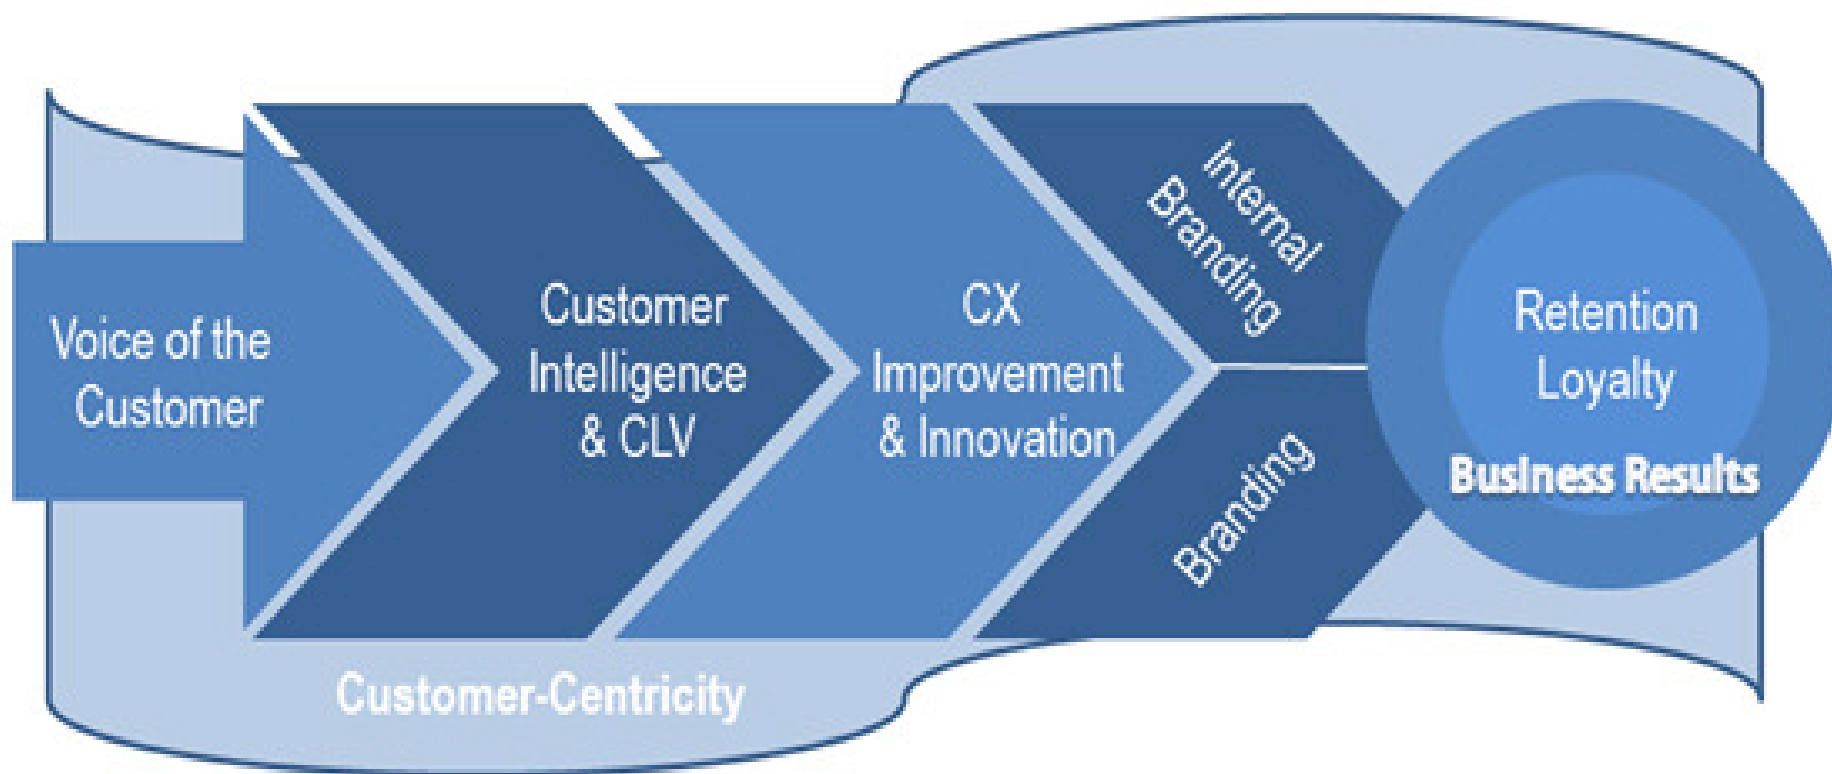 Voice of the
Customer
Customer
Intelligence
& CLV
CX
Improvement
& Innovation
Internal
Branding
Branding
Retention
Loyalty
Business Results
Customer-Centricity